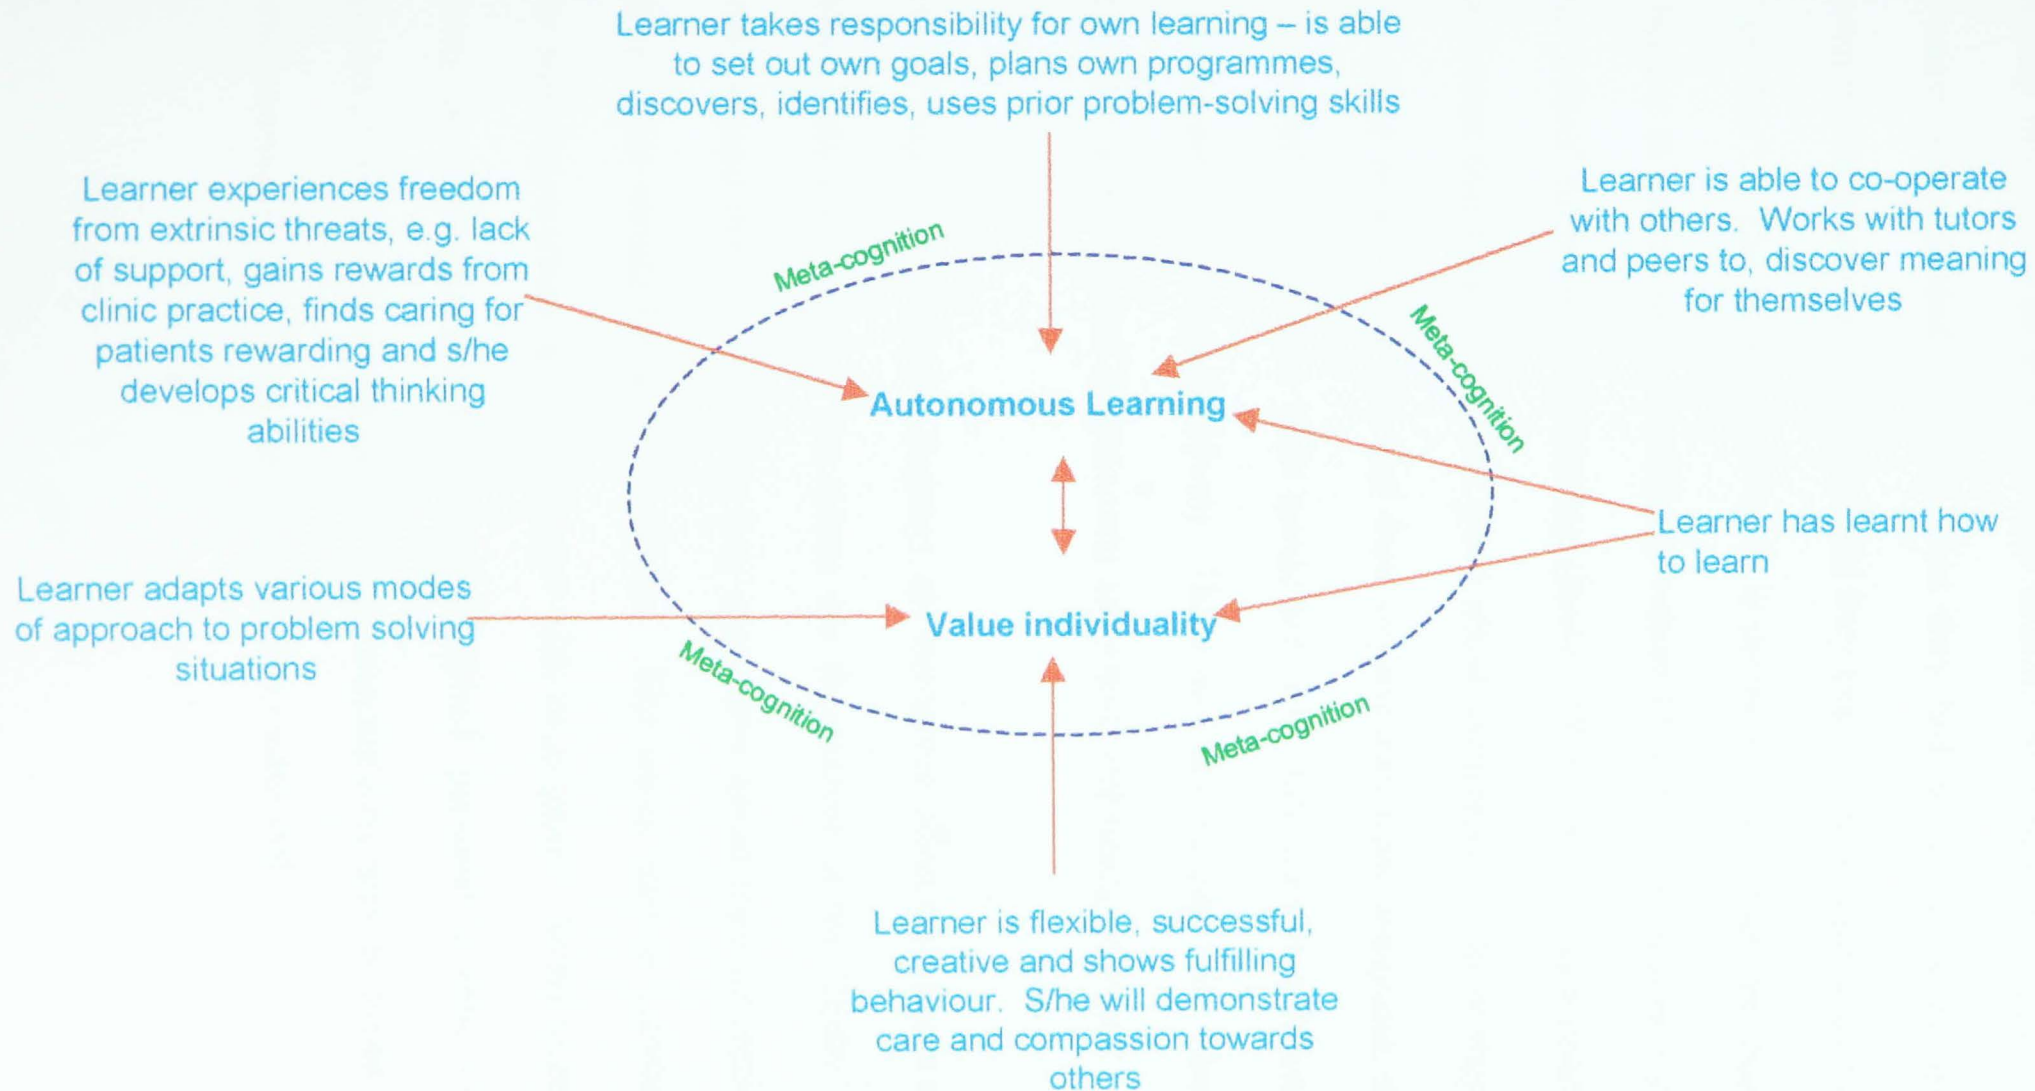 Learner takes responsibility for own learning – is able
to set out own goals, plans own programmes,
discovers, identifies, uses prior problem-solving skills
Learner experiences freedom
from extrinsic threats, e.g. lack
of support, gains rewards from
clinic practice, finds caring for
patients rewarding and s/he
develops critical thinking
abilities
Meta-cognition
Learner is able to co-operate
with others. Works with tutors
and peers to, discover meaning
for themselves
Meta-cognition
Autonomous Learning
Learner has learnt how
to learn
Learner adapts various modes
of approach to problem solving
situations
Value individuality
Meta-cognition
Meta-cognition
Learner is flexible, successful,
creative and shows fulfilling
behaviour. S/he will demonstrate
care and compassion towards
others